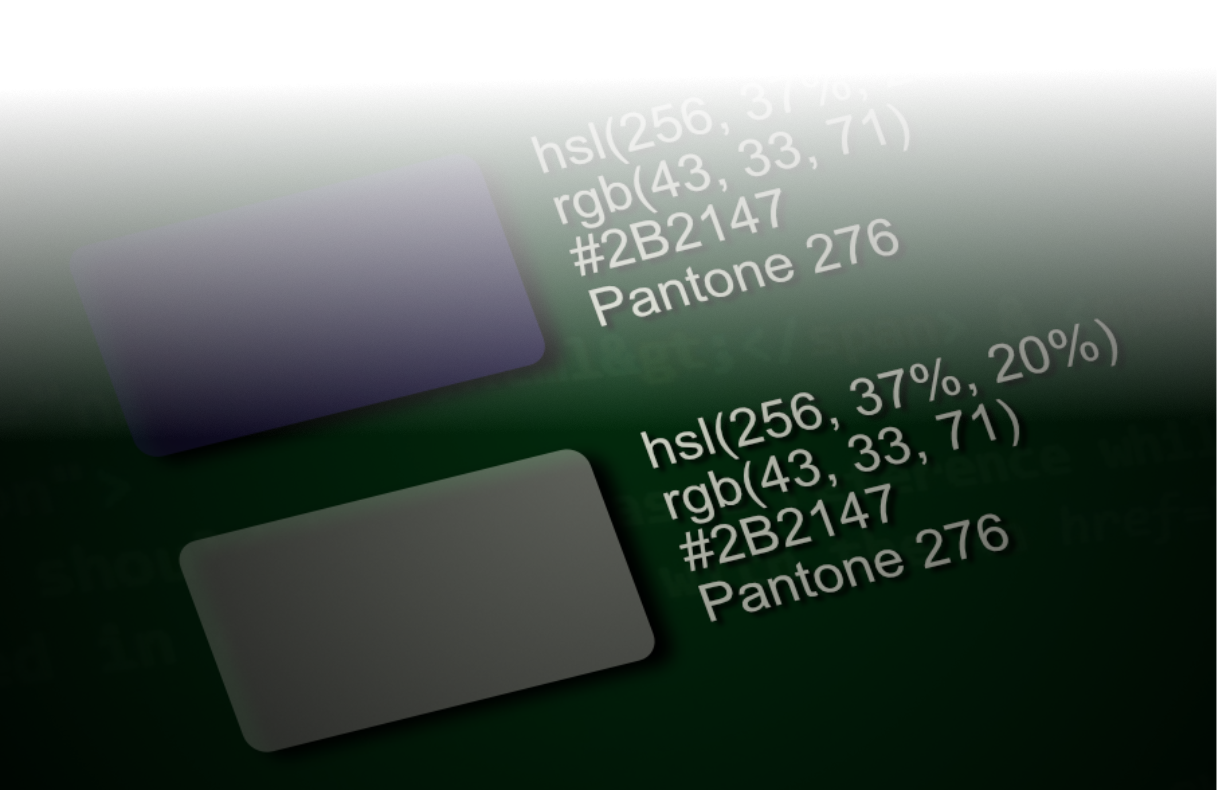 hsl(256, 37%,
rgb(43, 33, 71)
#2B2147
Pantone 276
hsl(256, 37%, 20%)
rgb(43, 33, 71)
#2B2147
Pantone 276